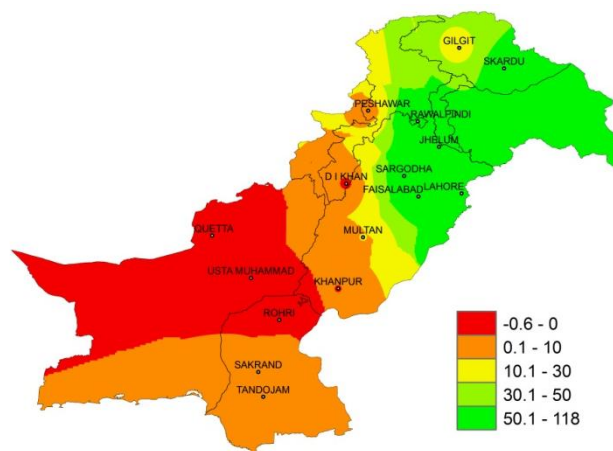 GILGIT
SKARDU
PESHAWAR
RAWALPINDI
JHELUM
SARGODHA
D I KHAN
FAISALABAD
LAHORE
QUETTA
MULTAN
USTA MUHAMMAD
KHANPUR
ROHRI
SAKRAND
TANDOJAM
-0.6 - 0
0.1 - 10
10.1 - 30
30.1 - 50
50.1 - 118